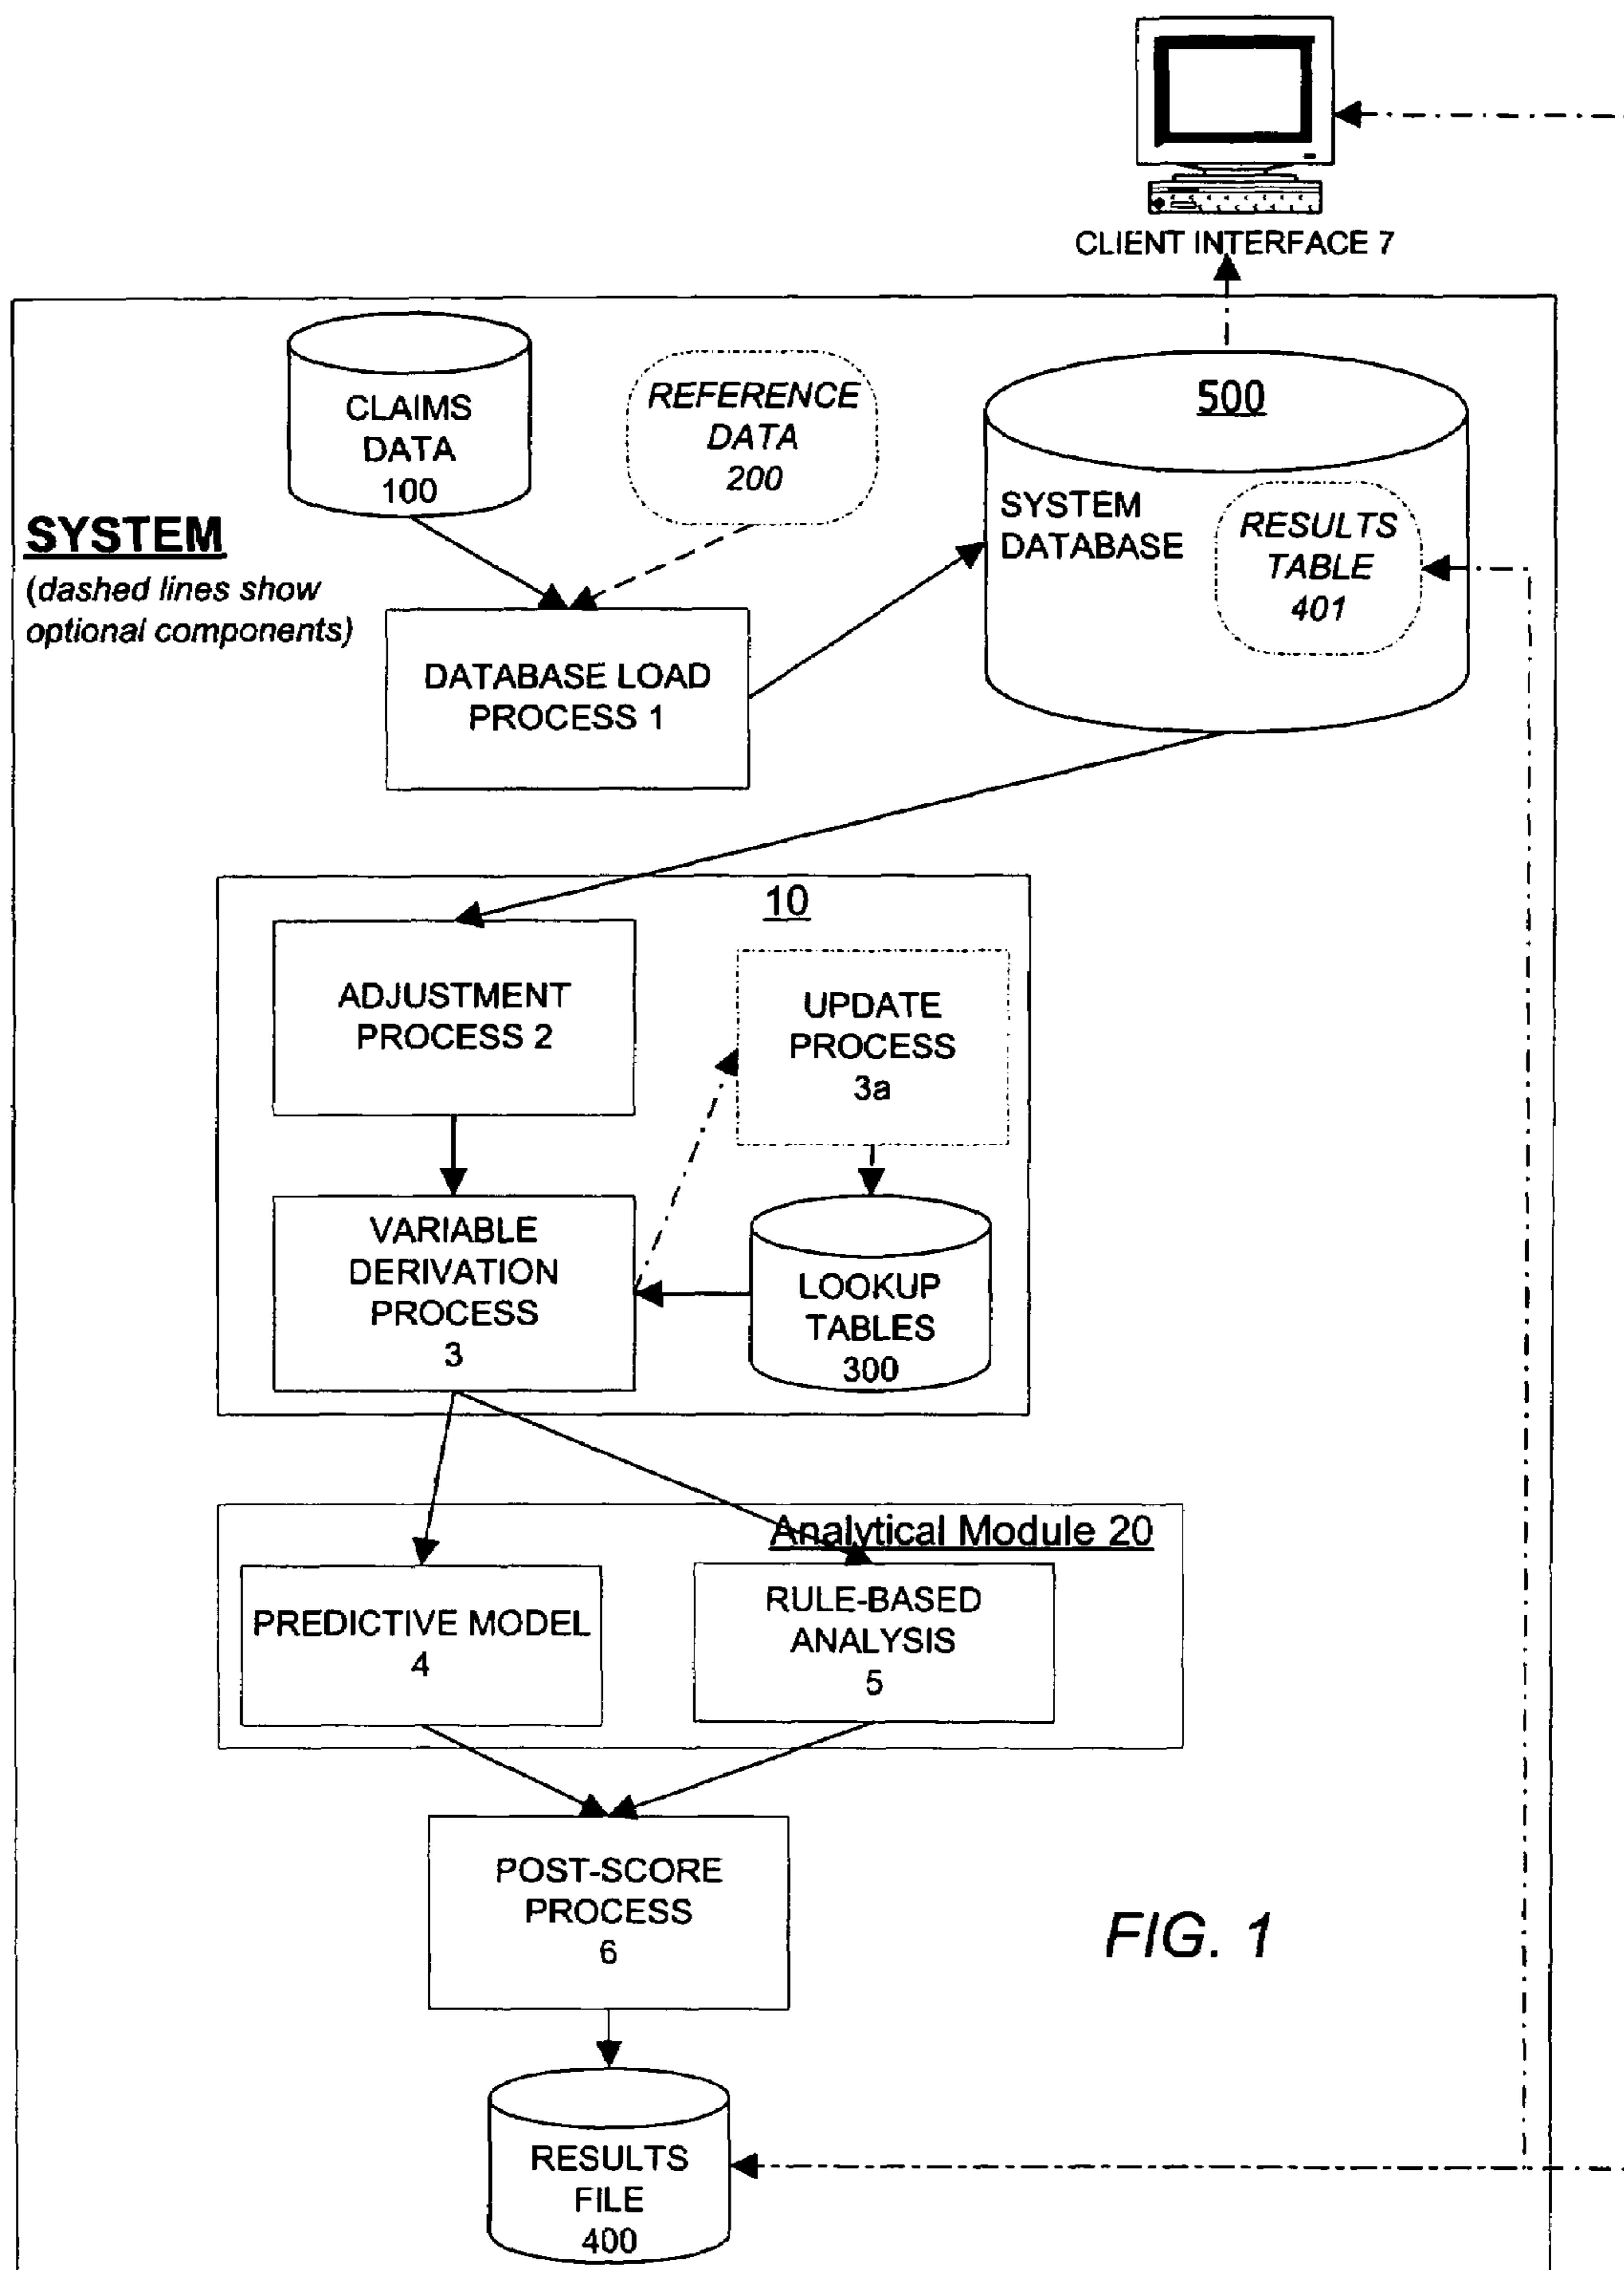 CLIENT INTERFACE 7
CLAIMS
DATA
100
REFERENCE
DATA
200
500
SYSTEM
DATABASE
RESULTS
TABLE
401
SYSTEM
(dashed lines show
optional components)
DATABASE LOAD
PROCESS 1
10
ADJUSTMENT
PROCESS 2
UPDATE
PROCESS
3a
VARIABLE
DERIVATION
PROCESS
3
LOOKUP
TABLES
300
Analytical Module 20
PREDICTIVE MODEL
4
RULE-BASED
ANALYSIS
5
POST-SCORE
PROCESS
6
FIG. 1
RESULTS
FILE
400